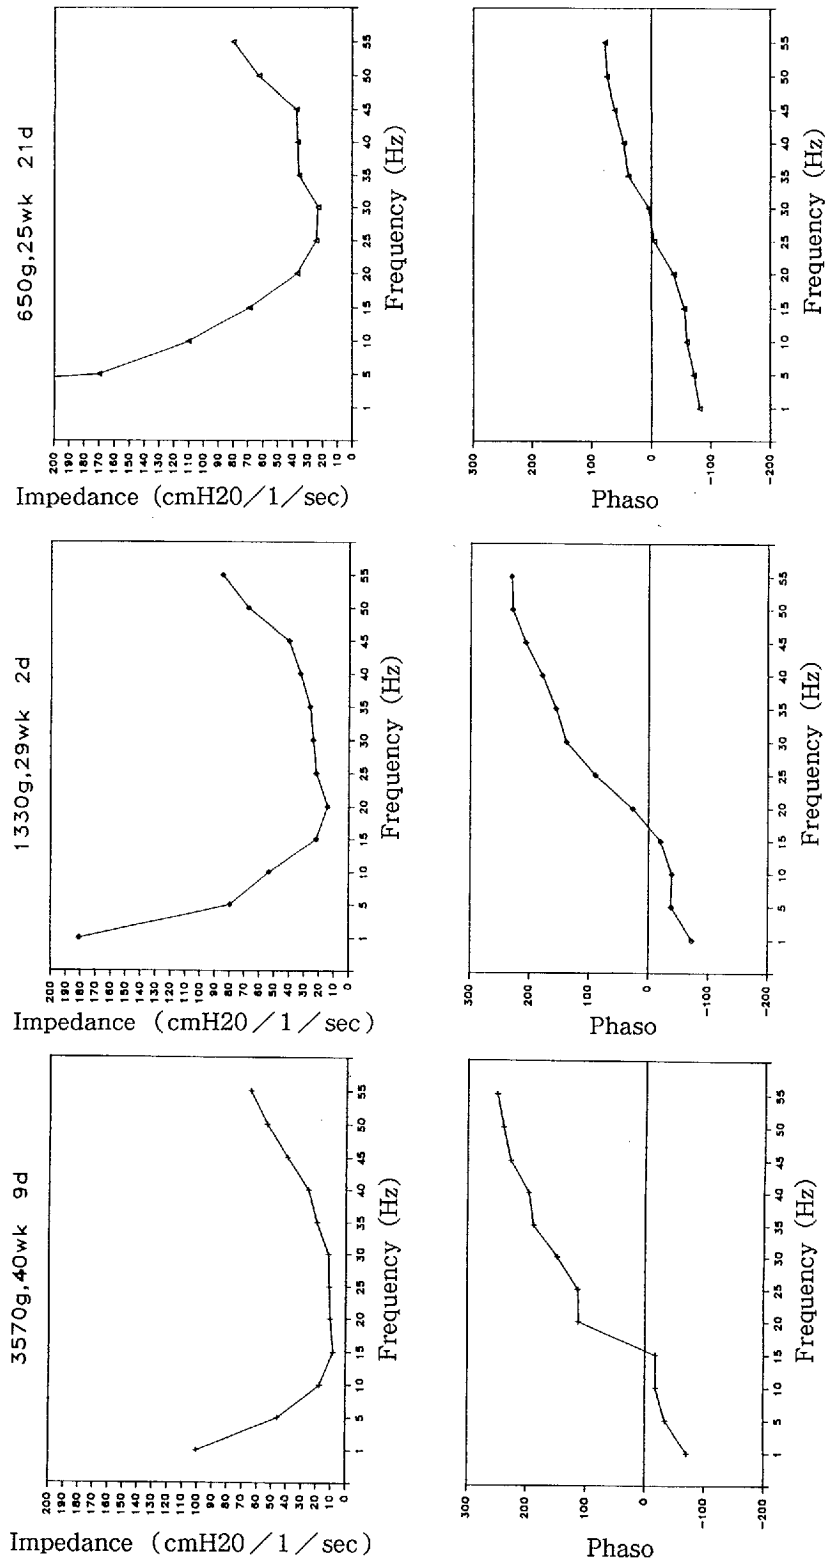 650g,25wk 21d
200 190 180 170 160 150 140 130 120 110 100 90 80 70 60 50 40 30 20 10 0
1 5 10 15 20 25 30 35 40 45 50 55
Frequency (Hz)
Impedance (cmH20/1/sec)
300 200 100 0 -100 -200
1 5 10 15 20 25 30 35 40 45 50 55
Frequency (Hz)
Phaso
1330g,29wk 2d
200 190 180 170 160 150 140 130 120 110 100 90 80 70 60 50 40 30 20 10 0
1 5 10 15 20 25 30 35 40 45 50 55
Frequency (Hz)
Impedance (cmH20/1/sec)
300 200 100 0 -100 -200
1 5 10 15 20 25 30 35 40 45 50 55
Frequency (Hz)
Phaso
3570g,40wk 9d
200 190 180 170 160 150 140 130 120 110 100 90 80 70 60 50 40 30 20 10 0
1 5 10 15 20 25 30 35 40 45 50 55
Frequency (Hz)
Impedance (cmH20/1/sec)
300 200 100 0 -100 -200
1 5 10 15 20 25 30 35 40 45 50 55
Frequency (Hz)
Phaso